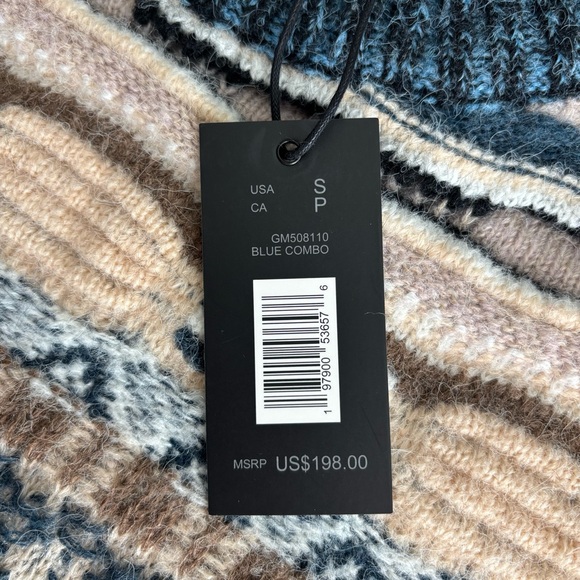 USA S
CA P
GM508110
BLUE COMBO
1 97900 53657 6
MSRP US$198.00